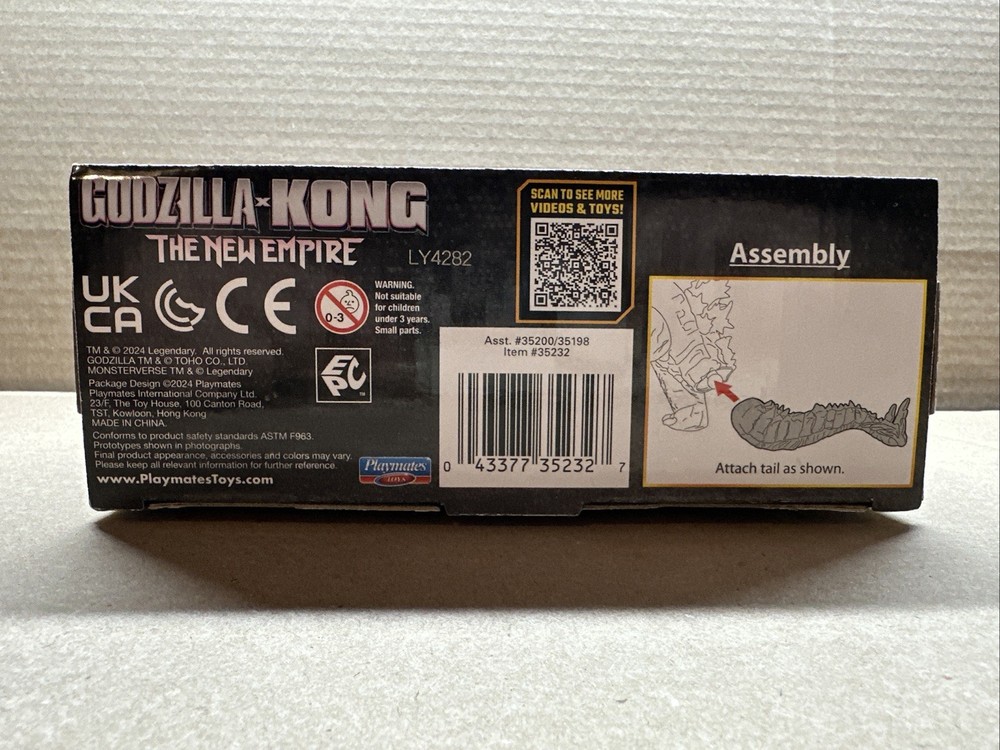 GODZILLA x KONG
THE NEW EMPIRE
LY4282
UK
CA
CE
0-3
WARNING.
Not suitable
for children
under 3 years.
Small parts.
TM & © 2024 Legendary. All rights reserved.
GODZILLA TM & © TOHO CO., LTD.
MONSTERVERSE TM & © Legendary
Package Design ©2024 Playmates
Playmates International Company Ltd.
23/F, The Toy House, 100 Canton Road,
TST, Kowloon, Hong Kong
MADE IN CHINA.
EPC™
Conforms to product safety standards ASTM F963.
Prototypes shown in photographs.
Final product appearance, accessories and colors may vary.
Please keep all relevant information for further reference.
www.PlaymatesToys.com
Playmates
TOYS
SCAN TO SEE MORE
VIDEOS & TOYS!
Asst. #35200/35198
Item #35232
0 43377 35232 7
Assembly
Attach tail as shown.